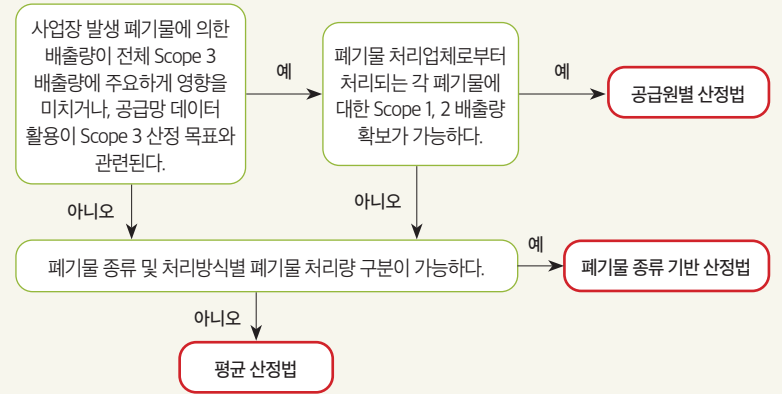 사업장 발생 폐기물에 의한
배출량이 전체 Scope 3
배출량에 주요하게 영향을
미치거나, 공급망 데이터
활용이 Scope 3 산정 목표와
관련된다.
예
폐기물 처리업체로부터
처리되는 각 폐기물에
대한 Scope 1, 2 배출량
확보가 가능하다.
예
공급원별 산정법
아니오
아니오
폐기물 종류 및 처리방식별 폐기물 처리량 구분이 가능하다.
예
폐기물 종류 기반 산정법
아니오
평균 산정법